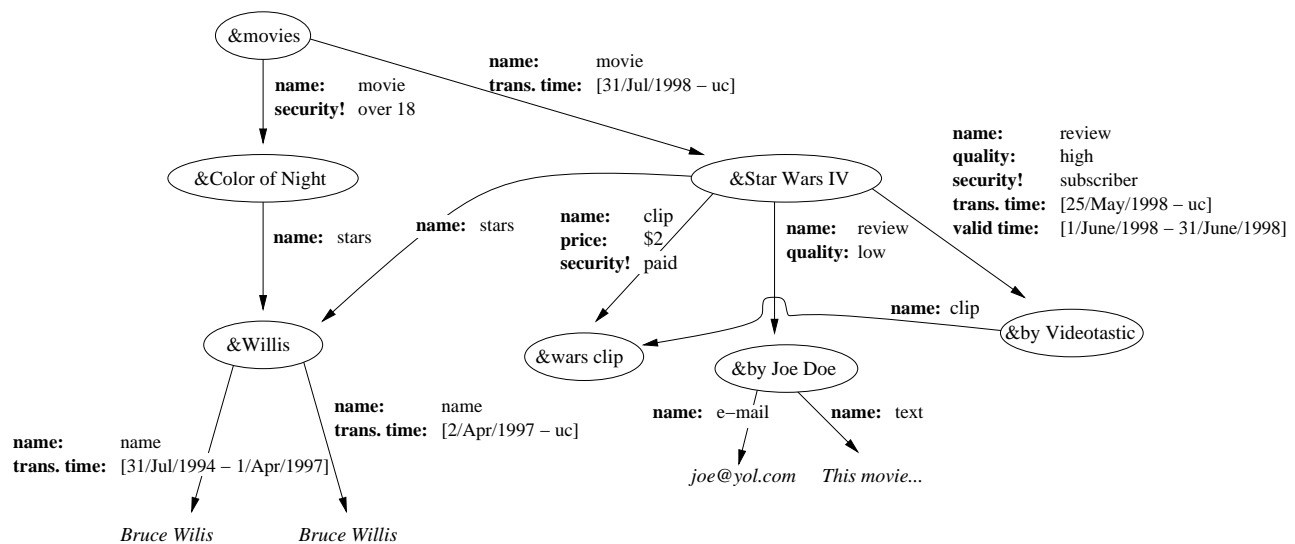 &movies
name: movie
security! over 18
name: movie
trans. time: [31/Jul/1998 – uc]
name: review
quality: high
security! subscriber
trans. time: [25/May/1998 – uc]
valid time: [1/June/1998 – 31/June/1998]
&Color of Night
&Star Wars IV
name: stars
name: stars
name: clip
price: $2
security! paid
name: review
quality: low
name: clip
&Willis
&wars clip
&by Joe Doe
&by Videotastic
name: name
trans. time: [31/Jul/1994 – 1/Apr/1997]
name: name
trans. time: [2/Apr/1997 – uc]
name: e–mail
name: text
joe@yol.com
This movie...
Bruce Wilis
Bruce Willis